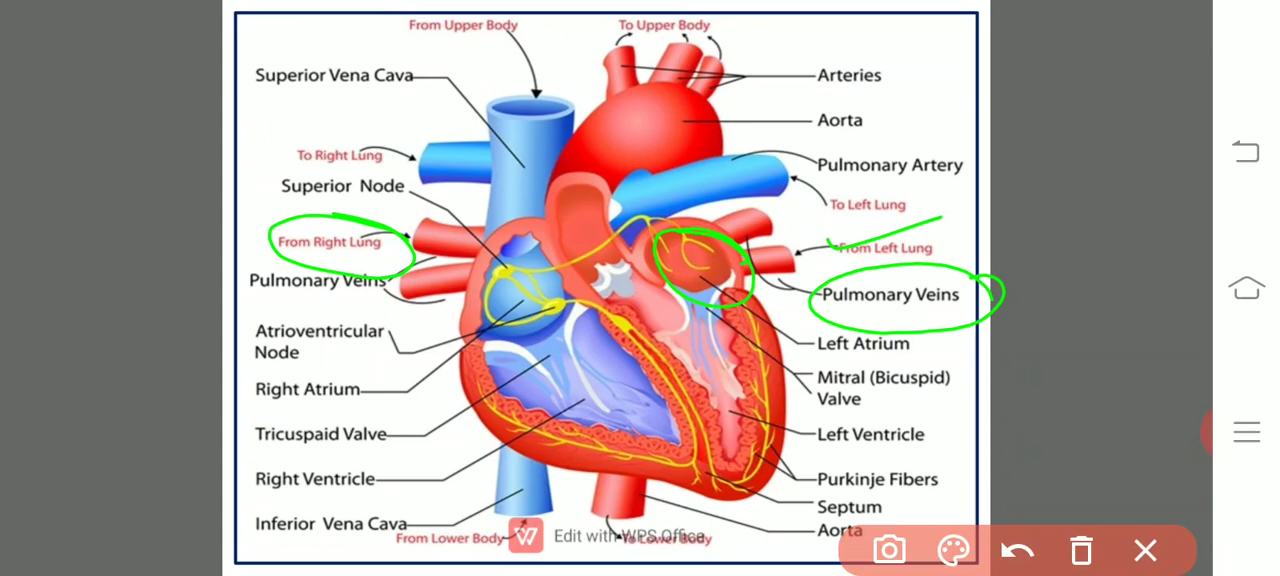 From Upper Body
To Upper Body
Superior Vena Cava
Arteries
Aorta
To Right Lung
Pulmonary Artery
Superior Node
To Left Lung
From Right Lung
From Left Lung
Pulmonary Veins
Pulmonary Veins
Atrioventricular
Node
Left Atrium
Right Atrium
Mitral (Bicuspid)
Valve
Tricuspaid Valve
Left Ventricle
Right Ventricle
Purkinje Fibers
Septum
Inferior Vena Cava
Aorta
From Lower Body
W
Edit with WPS Office
To Lower Body